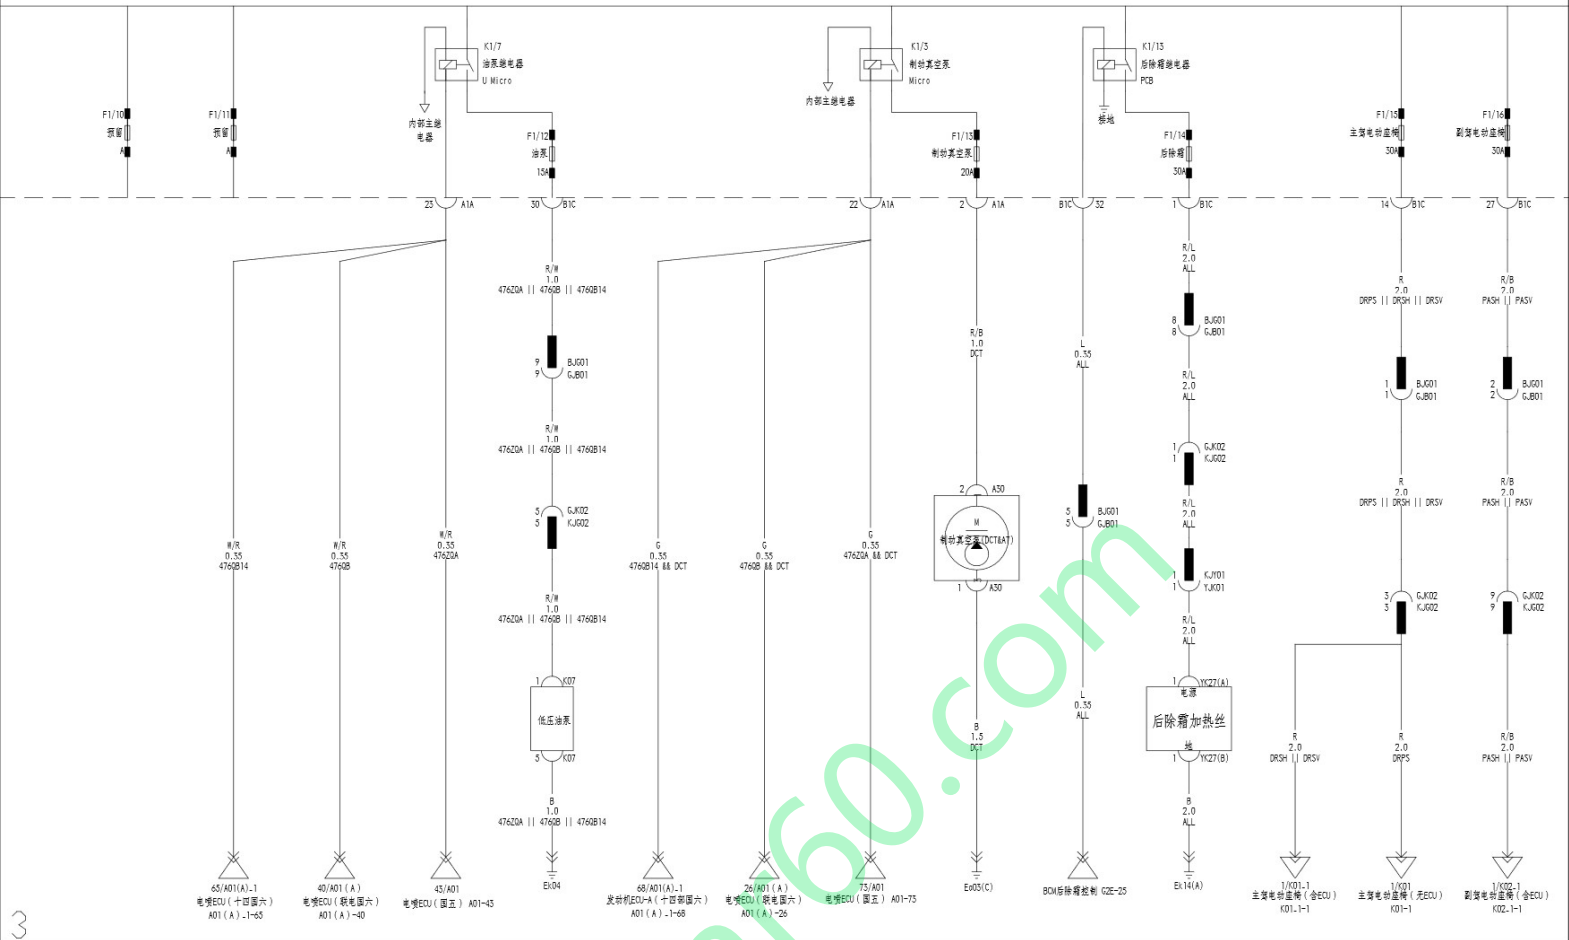 K1/7
油泵继电器
U Micro
内部主继
电器
K1/3
制动真空泵
Micro
内部主继电器
K1/13
后除霜继电器
PCB
接地
F1/10
预留
A
F1/11
预留
A
F1/12
油泵
15A
F1/13
制动真空泵
20A
F1/14
后除霜
30A
F1/15
主驾电动座椅
30A
F1/16
副驾电动座椅
30A
23 A1A
30 B1C
22 A1A
2 A1A
B1C 32
1 B1C
14 B1C
27 B1C
R/W
1.0
476ZQA || 476QB || 476QB14
9 BJG01
9 GJB01
R/W
1.0
476ZQA || 476QB || 476QB14
5 GJK02
5 KJG02
R/W
1.0
476ZQA || 476QB || 476QB14
1 K07
低压油泵
5 K07
B
1.0
476ZQA || 476QB || 476QB14
Ek04
W/R
0.35
476QB14
W/R
0.35
476QB
W/R
0.35
476ZQA
G
0.35
476QB14 && DCT
G
0.35
476QB && DCT
G
0.35
476ZQA && DCT
R/B
1.0
DCT
2 A30
M
制动真空泵(DCT&AT)
1 A30
B
1.5
DCT
Eo03(C)
L
0.35
ALL
5 BJG01
5 GJB01
L
0.35
ALL
R/L
2.0
ALL
8 BJG01
8 GJB01
R/L
2.0
ALL
1 GJK02
1 KJG02
R/L
2.0
ALL
1 KJY01
1 YJK01
R/L
2.0
ALL
1 YK27(A)
电源
后除霜加热丝
地
1 YK27(B)
B
2.0
ALL
Ek14(A)
R
2.0
DRPS || DRSH || DRSV
1 BJG01
1 GJB01
R
2.0
DRPS || DRSH || DRSV
3 GJK02
3 KJG02
R
2.0
DRSH || DRSV
R
2.0
DRPS
R/B
2.0
PASH || PASV
2 BJG01
2 GJB01
R/B
2.0
PASH || PASV
9 GJK02
9 KJG02
R/B
2.0
PASH || PASV
65/A01(A)_1
电喷ECU(十四国六)
A01(A)_1-65
40/A01(A)
电喷ECU(联电国六)
A01(A)-40
43/A01
电喷ECU(国五) A01-43
68/A01(A)-1
发动机ECU-A(十四郎国六)
A01(A)_1-68
26/A01(A)
电喷ECU(联电国六)
A01(A)-26
73/A01
电喷ECU(国五) A01-73
BCM后除霜控制 G2E-25
1/K01_1
主驾电动座椅(含ECU)
K01_1-1
1/K01
主驾电动座椅(无ECU)
K01-1
1/K02_1
副驾电动座椅(含ECU)
K02_1-1
3
ar60.com